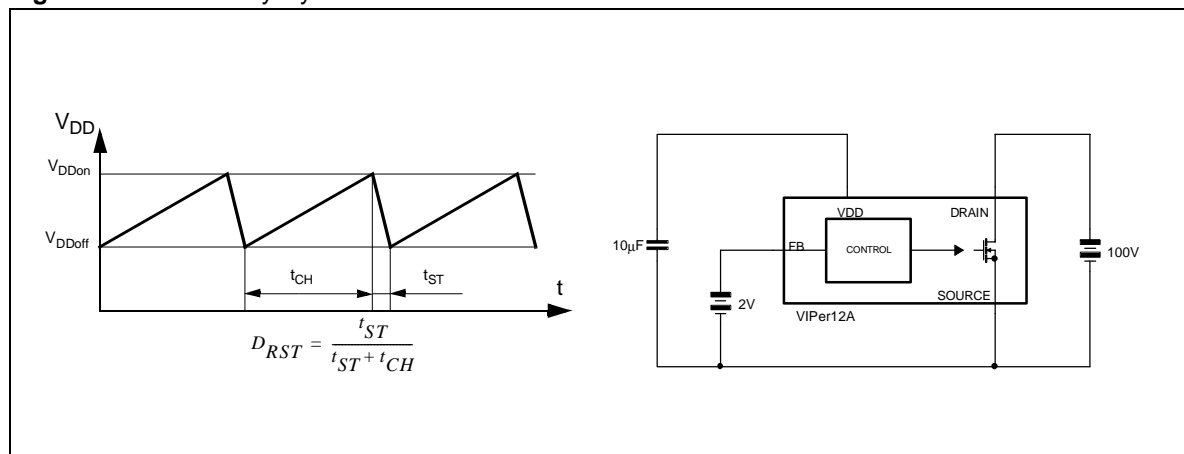 V_DD
V_DDon
V_DDoff
t_CH
t_ST
t
D_RST = t_ST / (t_ST + t_CH)
10μF
2V
VDD
DRAIN
FB
CONTROL
SOURCE
VIPer12A
100V